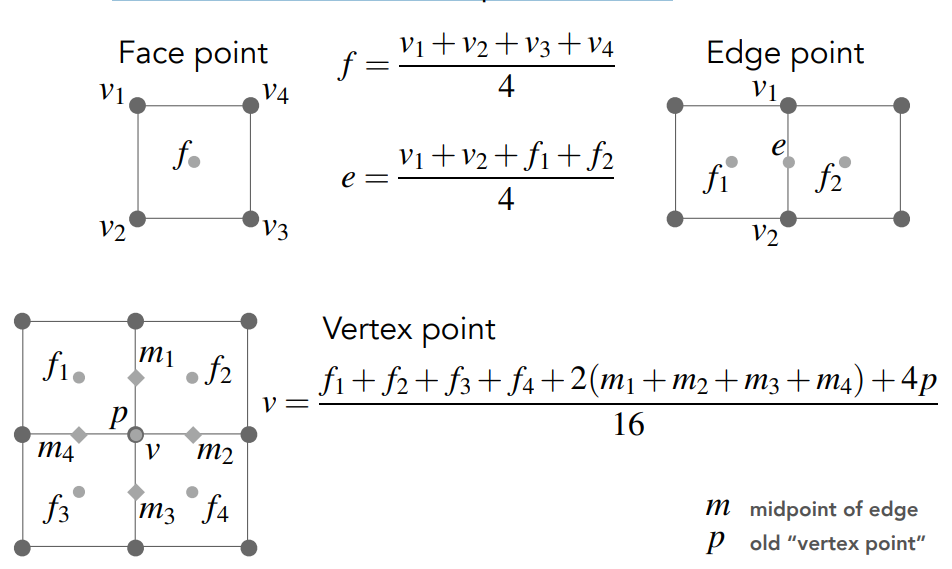 Face point
v1 v4
f
v2 v3
f = (v1 + v2 + v3 + v4) / 4
e = (v1 + v2 + f1 + f2) / 4
Edge point
v1
e
f1 f2
v2
f1 m1 f2
p
m4 v m2
f3 m3 f4
Vertex point
v = (f1 + f2 + f3 + f4 + 2(m1 + m2 + m3 + m4) + 4p) / 16
m midpoint of edge
p old “vertex point”